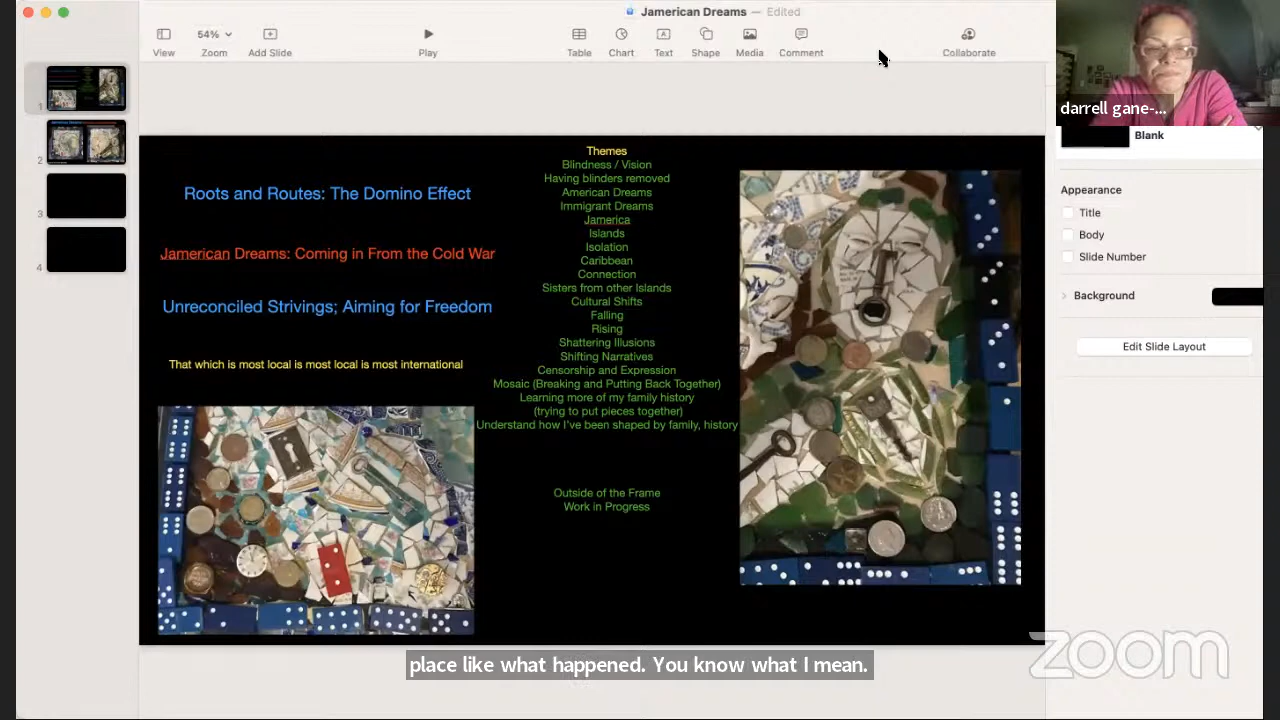 Jamerican Dreams — Edited
View
54%
Zoom
Add Slide
Play
Table
Chart
Text
Shape
Media
Comment
Collaborate
darrell gane-...
Blank
Appearance
Title
Body
Slide Number
Background
Edit Slide Layout
1
2
3
4
Roots and Routes: The Domino Effect
Jamerican Dreams: Coming in From the Cold War
Unreconciled Strivings; Aiming for Freedom
That which is most local is most local is most international
Themes
Blindness / Vision
Having blinders removed
American Dreams
Immigrant Dreams
Jamerica
Islands
Isolation
Caribbean
Connection
Sisters from other Islands
Cultural Shifts
Falling
Rising
Shattering Illusions
Shifting Narratives
Censorship and Expression
Mosaic (Breaking and Putting Back Together)
Learning more of my family history
(trying to put pieces together)
Understand how I've been shaped by family, history
Outside of the Frame
Work in Progress
place like what happened. You know what I mean.
zoom